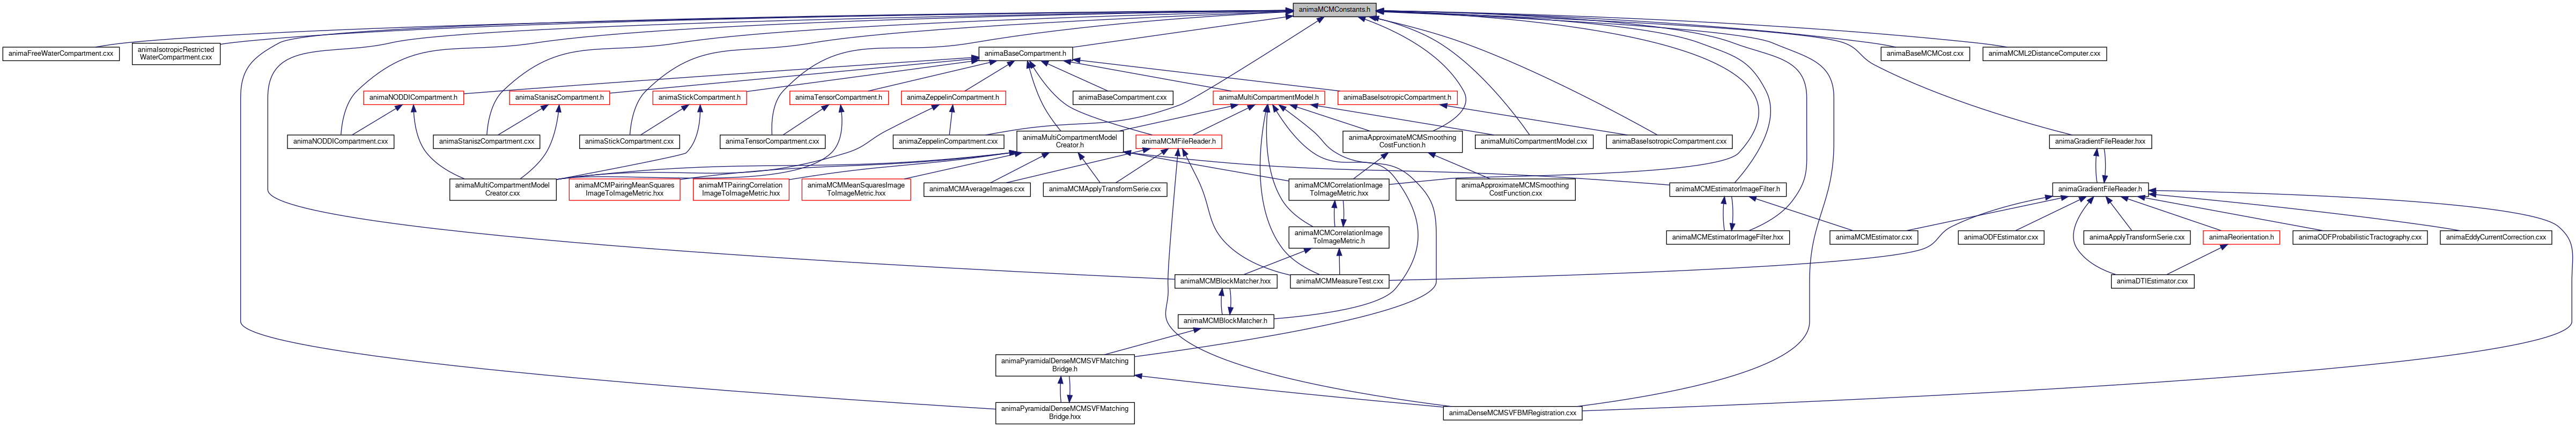 animaMCMConstants.h
animaFreeWaterCompartment.cxx
animaIsotropicRestricted
WaterCompartment.cxx
animaBaseCompartment.h
animaBaseMCMCost.cxx
animaMCML2DistanceComputer.cxx
animaNODDICompartment.h
animaStaniszCompartment.h
animaStickCompartment.h
animaTensorCompartment.h
animaZeppelinCompartment.h
animaBaseCompartment.cxx
animaMultiCompartmentModel.h
animaBaseIsotropicCompartment.h
animaNODDICompartment.cxx
animaStaniszCompartment.cxx
animaStickCompartment.cxx
animaTensorCompartment.cxx
animaZeppelinCompartment.cxx
animaMultiCompartmentModel
Creator.h
animaMCMFileReader.h
animaApproximateMCMSmoothing
CostFunction.h
animaMultiCompartmentModel.cxx
animaBaseIsotropicCompartment.cxx
animaGradientFileReader.hxx
animaMultiCompartmentModel
Creator.cxx
animaMCMPairingMeanSquares
ImageToImageMetric.hxx
animaMTPairingCorrelation
ImageToImageMetric.hxx
animaMCMMeanSquaresImage
ToImageMetric.hxx
animaMCMAverageImages.cxx
animaMCMApplyTransformSerie.cxx
animaMCMCorrelationImage
ToImageMetric.hxx
animaApproximateMCMSmoothing
CostFunction.cxx
animaMCMEstimatorImageFilter.h
animaGradientFileReader.h
animaMCMCorrelationImage
ToImageMetric.h
animaMCMEstimatorImageFilter.hxx
animaMCMEstimator.cxx
animaODFEstimator.cxx
animaApplyTransformSerie.cxx
animaReorientation.h
animaODFProbabilisticTractography.cxx
animaEddyCurrentCorrection.cxx
animaMCMBlockMatcher.hxx
animaMCMMeasureTest.cxx
animaDTIEstimator.cxx
animaMCMBlockMatcher.h
animaPyramidalDenseMCMSVFMatching
Bridge.h
animaPyramidalDenseMCMSVFMatching
Bridge.hxx
animaDenseMCMSVFBMRegistration.cxx